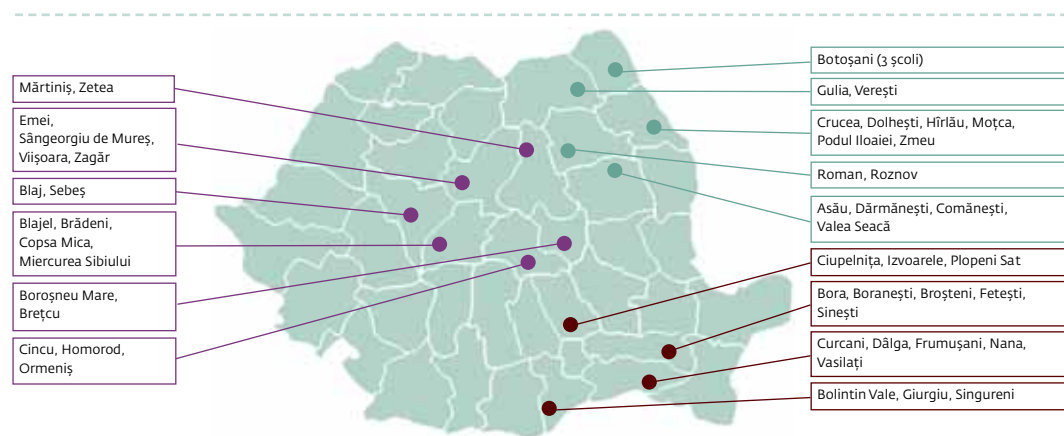 Mărtiniș, Zetea
Emei,
Sângeorgiu de Mureș,
Viișoara, Zagăr
Blaj, Sebeș
Blajel, Brădeni,
Copsa Mica,
Miercurea Sibiului
Boroșneu Mare,
Brețcu
Cincu, Homorod,
Ormeniș
Botoșani (3 școli)
Gulia, Verești
Crucea, Dolhești, Hîrlău, Moțca,
Podul Iloaiei, Zmeu
Roman, Roznov
Asău, Dărmănești, Comănești,
Valea Seacă
Ciupelnița, Izvoarele, Plopeni Sat
Bora, Boranești, Broșteni, Fetești,
Sinești
Curcani, Dâlga, Frumușani, Nana,
Vasilați
Bolintin Vale, Giurgiu, Singureni